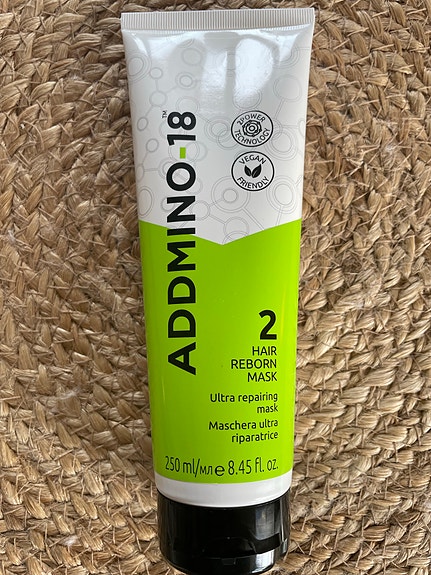 ADDMINO-18™
2POWER
TECHNOLOGY
VEGAN
FRIENDLY
2
HAIR
REBORN
MASK
Ultra repairing
mask
Maschera ultra
riparatrice
250 ml/мл ℮ 8.45 fl. oz.